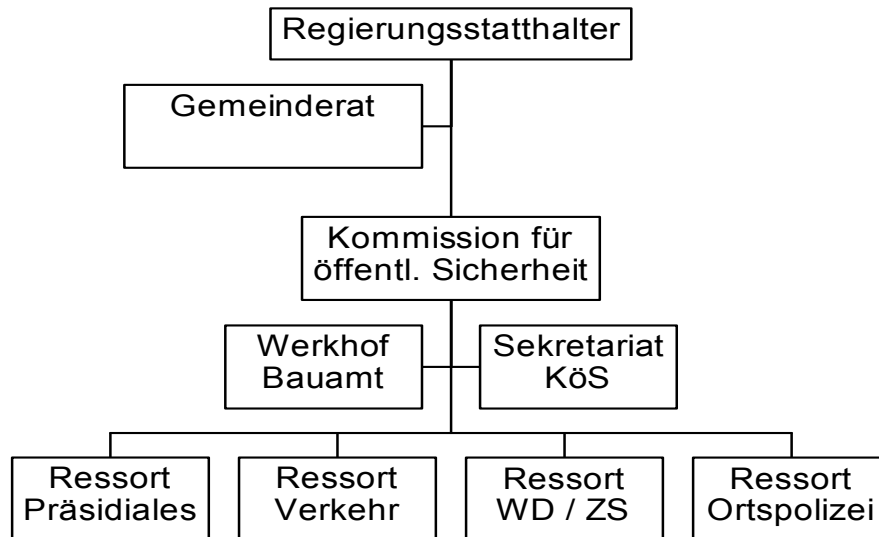 Regierungsstatthalter
Gemeinderat
Kommission für
öffentl. Sicherheit
Werkhof
Bauamt
Sekretariat
KöS
Ressort
Präsidiales
Ressort
Verkehr
Ressort
WD / ZS
Ressort
Ortspolizei